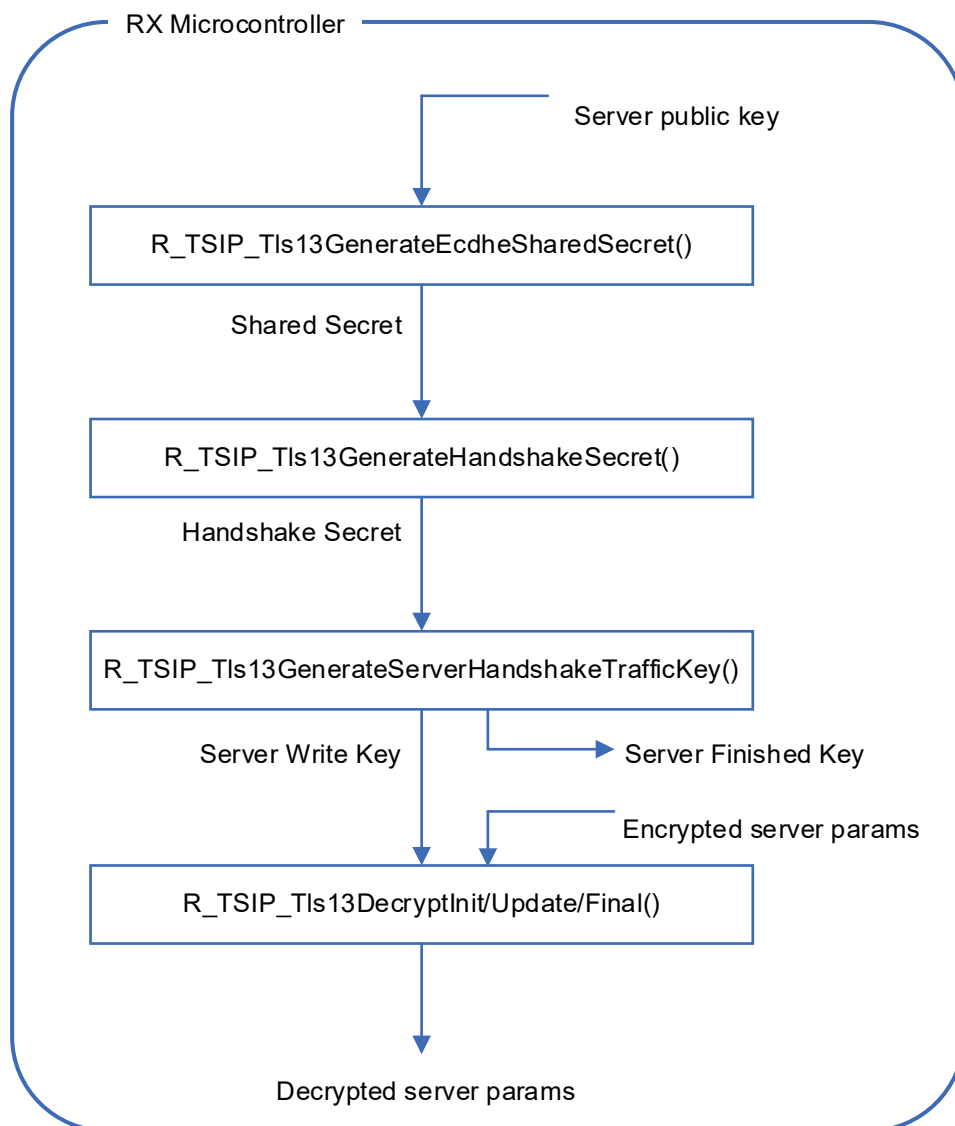 RX Microcontroller
Server public key
R_TSIP_Tls13GenerateEcdheSharedSecret()
Shared Secret
R_TSIP_Tls13GenerateHandshakeSecret()
Handshake Secret
R_TSIP_Tls13GenerateServerHandshakeTrafficKey()
Server Write Key
Server Finished Key
Encrypted server params
R_TSIP_Tls13DecryptInit/Update/Final()
Decrypted server params